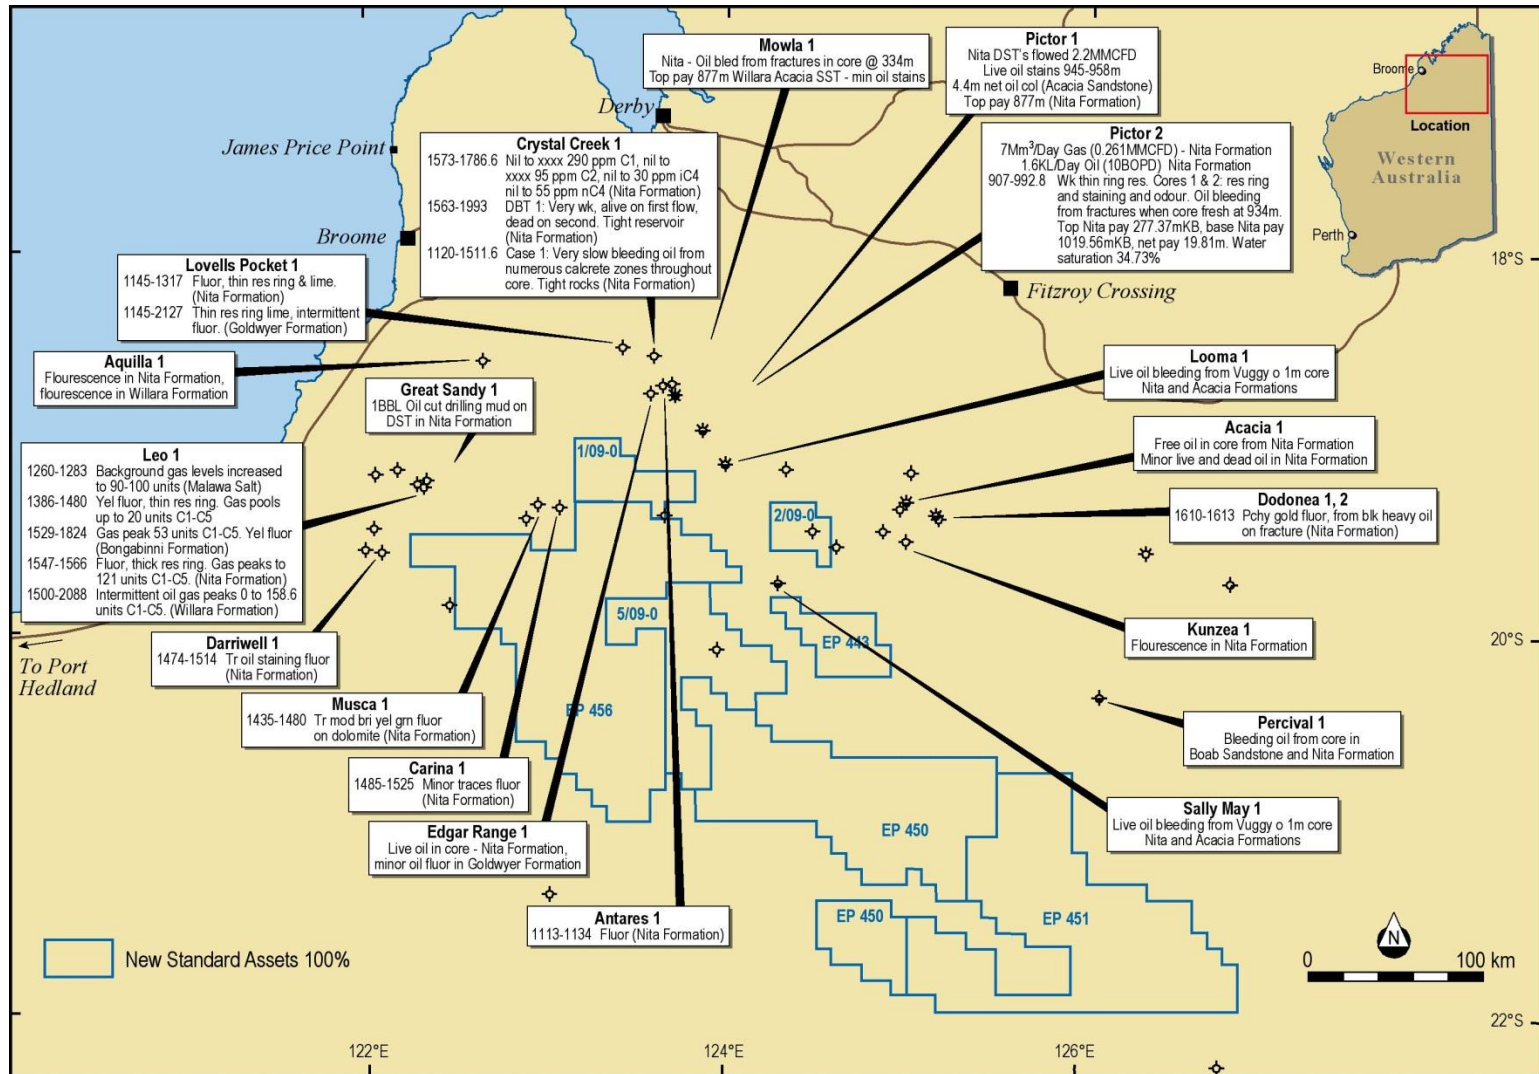 Mowla 1
Nita - Oil bled from fractures in core @ 334m
Top pay 877m Willara Acacia SST - min oil stains
Pictor 1
Nita DST's flowed 2.2MMCFD
Live oil stains 945-958m
4.4m net oil col (Acacia Sandstone)
Top pay 877m (Nita Formation)
Broome
Location
Western
Australia
Perth
Derby
James Price Point
Broome
Crystal Creek 1
1573-1786.6 Nil to xxxx 290 ppm C1, nil to
xxxx 95 ppm C2, nil to 30 ppm iC4
nil to 55 ppm nC4 (Nita Formation)
1563-1993 DBT 1: Very wk, alive on first flow,
dead on second. Tight reservoir
(Nita Formation)
1120-1511.6 Case 1: Very slow bleeding oil from
numerous calcrete zones throughout
core. Tight rocks (Nita Formation)
Pictor 2
7Mm³/Day Gas (0.261MMCFD) - Nita Formation
1.6KL/Day Oil (10BOPD) Nita Formation
907-992.8 Wk thin ring res. Cores 1 & 2: res ring
and staining and odour. Oil bleeding
from fractures when core fresh at 934m.
Top Nita pay 277.37mKB, base Nita pay
1019.56mKB, net pay 19.81m. Water
saturation 34.73%
18°S
Fitzroy Crossing
Lovells Pocket 1
1145-1317 Fluor, thin res ring & lime.
(Nita Formation)
1145-2127 Thin res ring lime, intermittent
fluor. (Goldwyer Formation)
Aquilla 1
Flourescence in Nita Formation,
flourescence in Willara Formation
Great Sandy 1
1BBL Oil cut drilling mud on
DST in Nita Formation
Looma 1
Live oil bleeding from Vuggy o 1m core
Nita and Acacia Formations
Acacia 1
Free oil in core from Nita Formation
Minor live and dead oil in Nita Formation
Leo 1
1260-1283 Background gas levels increased
to 90-100 units (Malawa Salt)
1386-1480 Yel fluor, thin res ring. Gas pools
up to 20 units C1-C5
1529-1824 Gas peak 53 units C1-C5. Yel fluor
(Bongabinni Formation)
1547-1566 Fluor, thick res ring. Gas peaks to
121 units C1-C5. (Nita Formation)
1500-2088 Intermittent oil gas peaks 0 to 158.6
units C1-C5. (Willara Formation)
1/09-0
2/09-0
Dodonea 1, 2
1610-1613 Pchy gold fluor, from blk heavy oil
on fracture (Nita Formation)
5/09-0
EP 443
Kunzea 1
Flourescence in Nita Formation
20°S
To Port
Hedland
Darriwell 1
1474-1514 Tr oil staining fluor
(Nita Formation)
Musca 1
1435-1480 Tr mod bri yel grn fluor
on dolomite (Nita Formation)
EP 456
Percival 1
Bleeding oil from core in
Boab Sandstone and Nita Formation
Carina 1
1485-1525 Minor traces fluor
(Nita Formation)
Edgar Range 1
Live oil in core - Nita Formation,
minor oil fluor in Goldwyer Formation
EP 450
Sally May 1
Live oil bleeding from Vuggy o 1m core
Nita and Acacia Formations
Antares 1
1113-1134 Fluor (Nita Formation)
EP 450
EP 451
New Standard Assets 100%
N
0 100 km
22°S
122°E
124°E
126°E